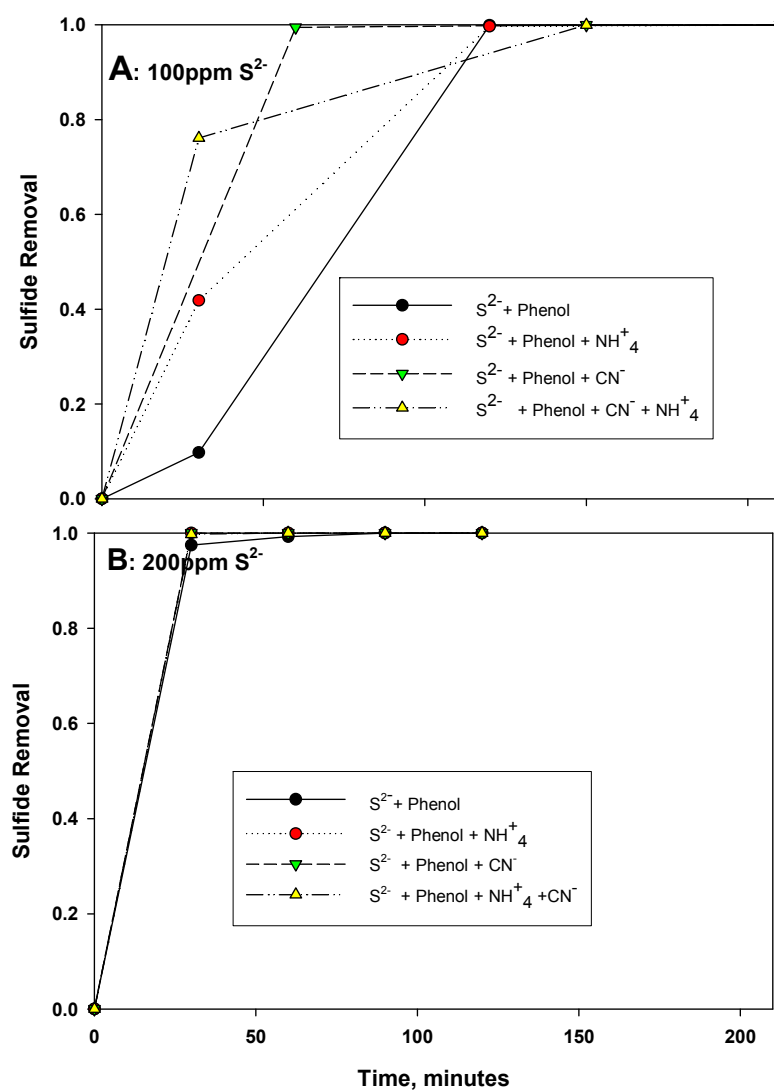 1.0
A: 100ppm S²⁻
0.8
0.6
Sulfide Removal
0.4
S²⁻ + Phenol
S²⁻ + Phenol + NH⁺₄
S²⁻ + Phenol + CN⁻
S²⁻ + Phenol + CN⁻ + NH⁺₄
0.2
0.0
1.0
B: 200ppm S²⁻
0.8
0.6
Sulfide Removal
0.4
S²⁻ + Phenol
S²⁻ + Phenol + NH⁺₄
S²⁻ + Phenol + CN⁻
S²⁻ + Phenol + NH⁺₄ +CN⁻
0.2
0.0
0 50 100 150 200
Time, minutes